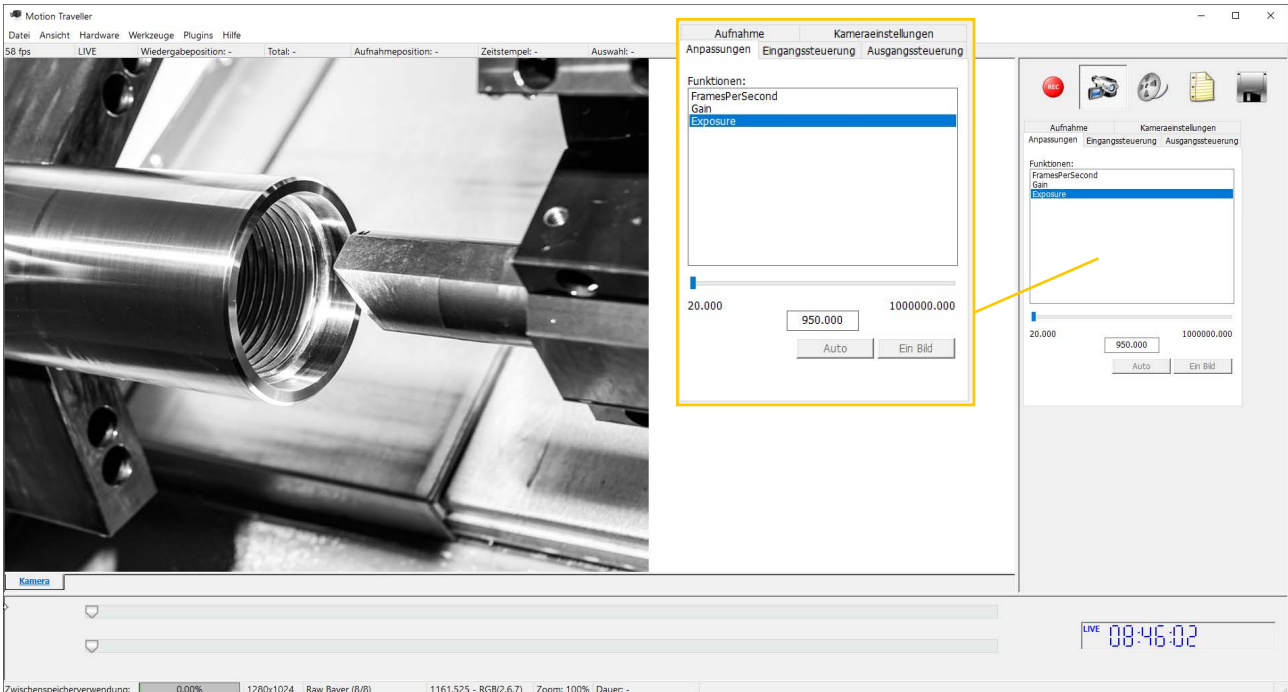 Motion Traveller
Datei Ansicht Hardware Werkzeuge Plugins Hilfe
58 fps LIVE Wiedergabeposition: - Total: - Aufnahmeposition: - Zeitstempel: - Auswahl: -
Aufnahme Kameraeinstellungen
Anpassungen Eingangssteuerung Ausgangssteuerung
Funktionen:
FramesPerSecond
Gain
Exposure
20.000 1000000.000
950.000
Auto Ein Bild
REC
Aufnahme Kameraeinstellungen
Anpassungen Eingangssteuerung Ausgangssteuerung
Funktionen:
FramesPerSecond
Gain
Exposure
20.000 1000000.000
950.000
Auto Ein Bild
Kamera
LIVE 08:46:02
Zwischenspeicherverwendung: 0.00% 1280x1024 Raw Bayer (8/8) 1161,525 - RGB(2,6,7) Zoom: 100% Dauer: -